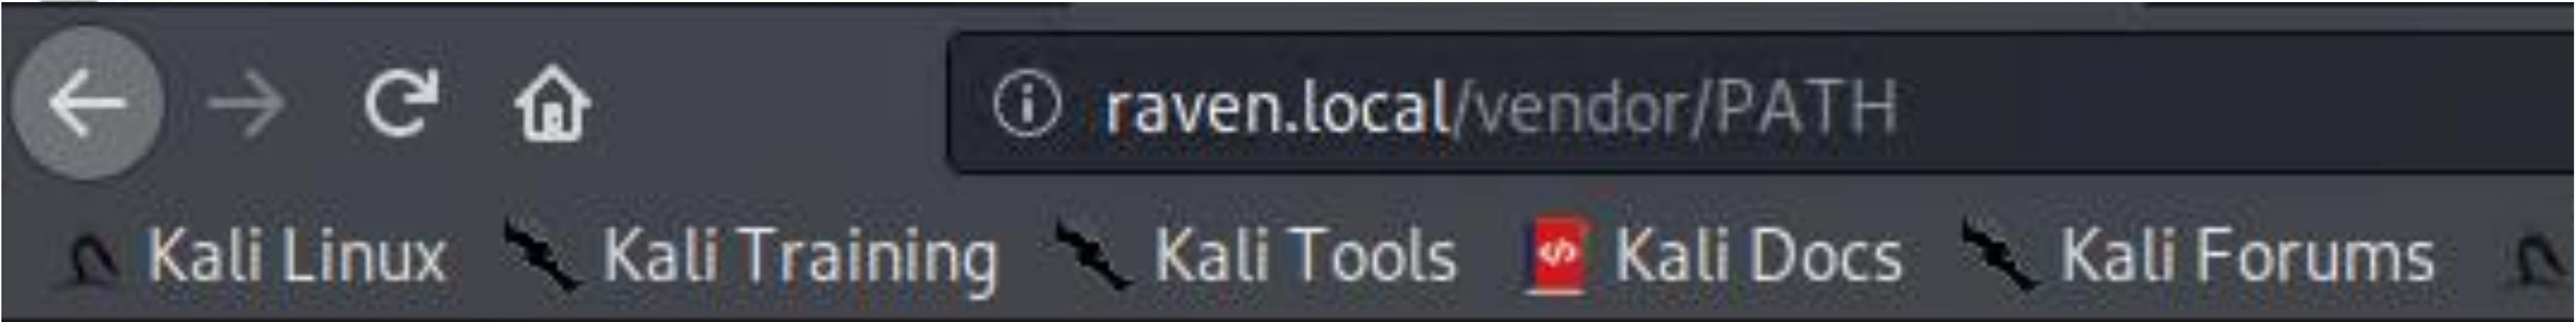 raven.local/vendor/PATH
Kali Linux Kali Training Kali Tools Kali Docs Kali Forums